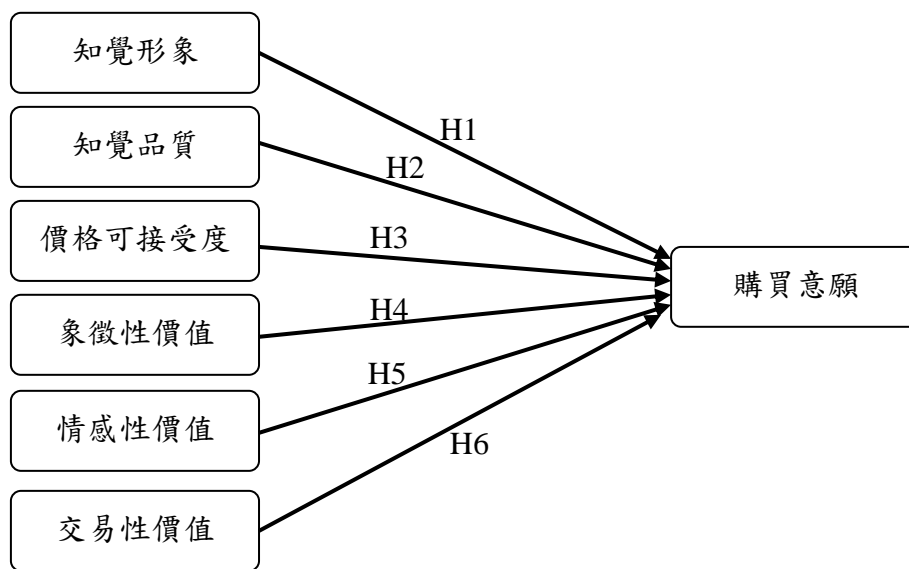 知覺形象
H1
知覺品質
H2
價格可接受度
H3
購買意願
象徵性價值
H4
情感性價值
H5
H6
交易性價值